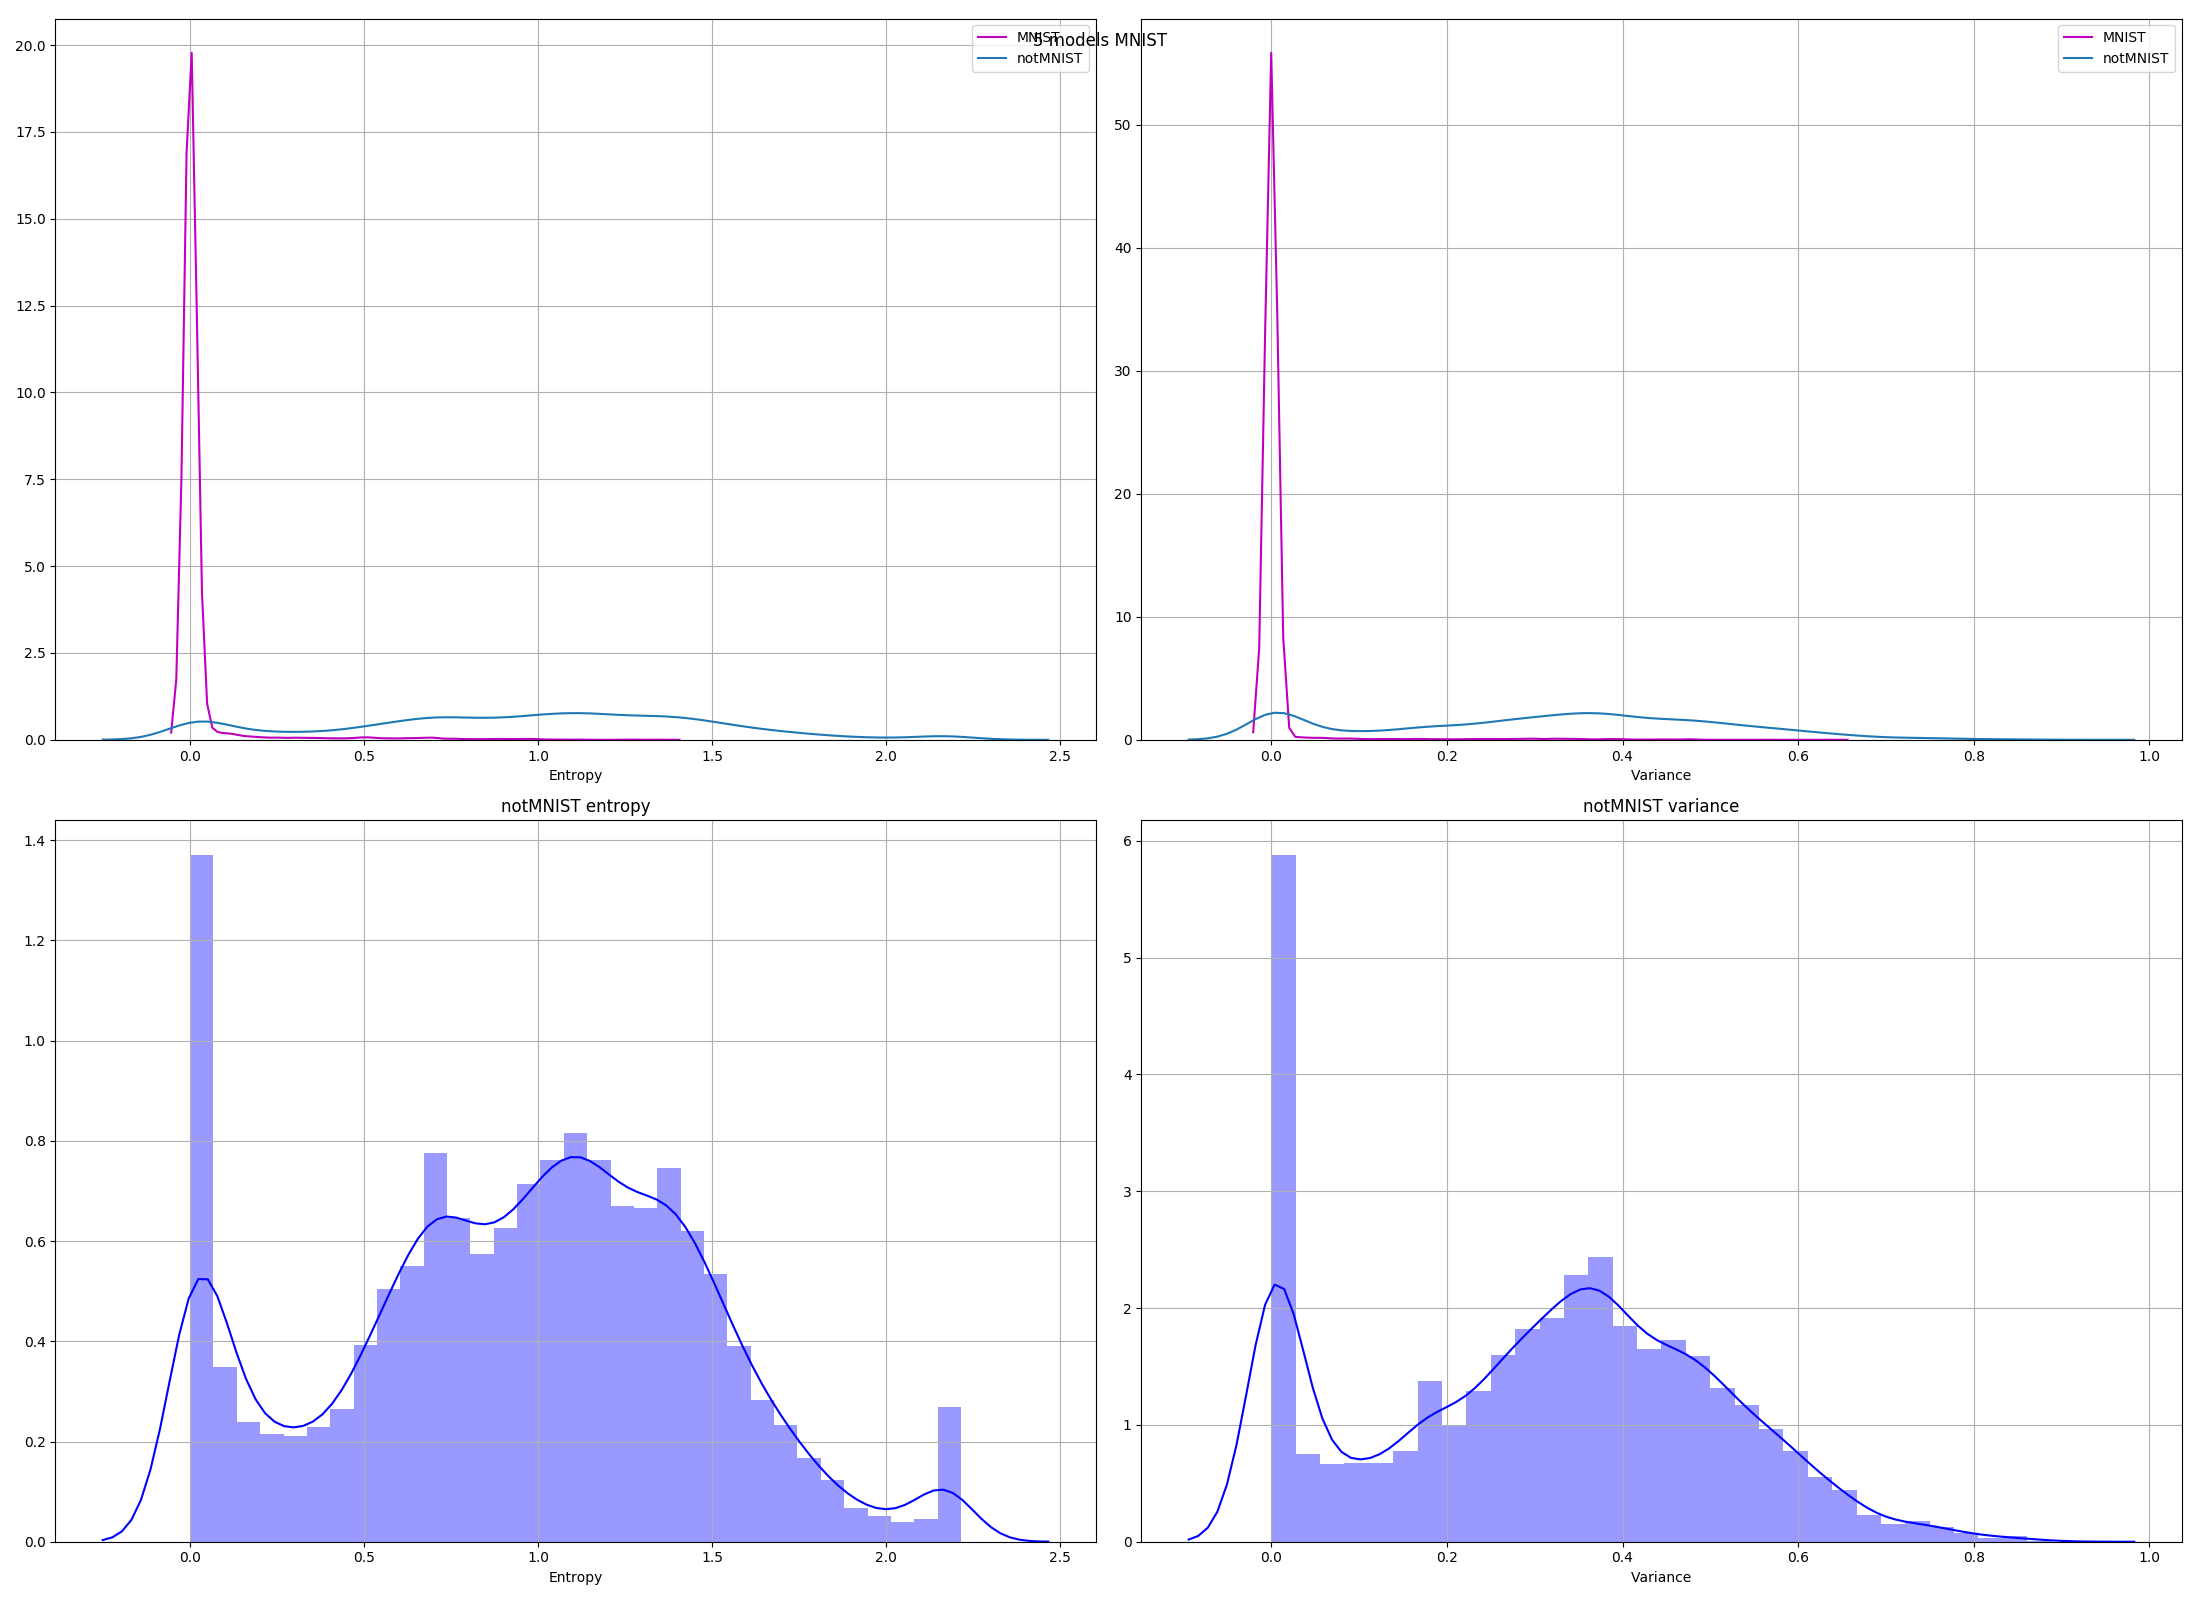 5 models MNIST
MNIST
notMNIST
20.0
17.5
15.0
12.5
10.0
7.5
5.0
2.5
0.0
0.0 0.5 1.0 1.5 2.0 2.5
Entropy
MNIST
notMNIST
50
40
30
20
10
0
0.0 0.2 0.4 0.6 0.8 1.0
Variance
notMNIST entropy
1.4
1.2
1.0
0.8
0.6
0.4
0.2
0.0
0.0 0.5 1.0 1.5 2.0 2.5
Entropy
notMNIST variance
6
5
4
3
2
1
0
0.0 0.2 0.4 0.6 0.8 1.0
Variance